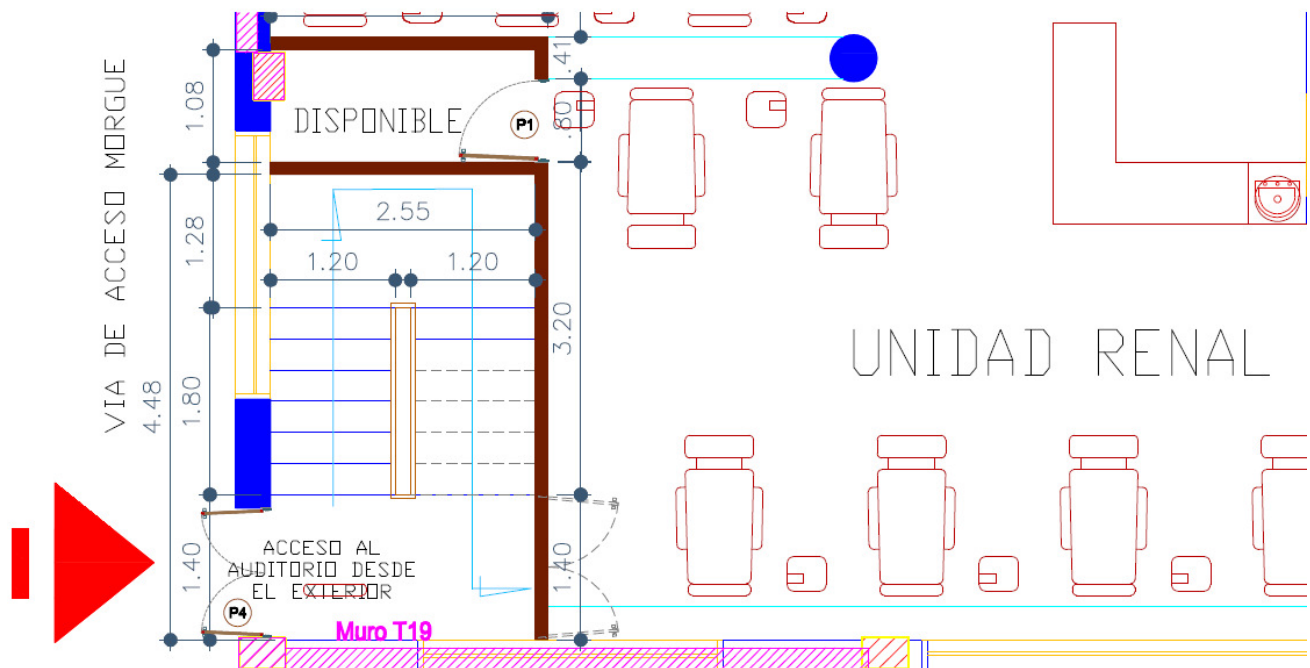 VIA DE ACCESO MORGUE
1.08
DISPONIBLE
P1
.41
.80
4.48
1.28
1.80
1.40
2.55
1.20
1.20
3.20
1.40
UNIDAD RENAL
ACCESO AL
AUDITORIO DESDE
EL EXTERIOR
P4
Muro T19